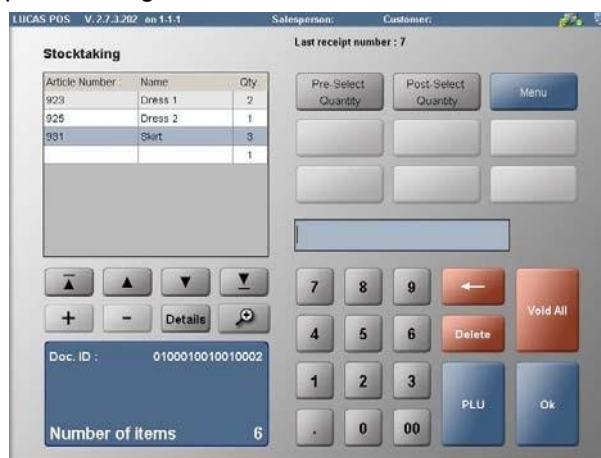 LUCAS POS V.2.7.3.202 on 1-1-1 Salesperson: Customer:
Last receipt number : 7
Stocktaking
Article Number Name Qty
923 Dress 1 2
925 Dress 2 1
931 Skirt 3
1
Pre-Select Quantity
Post-Select Quantity
Menu
+ - Details
Doc. ID : 0100010010010002
Number of items 6
7 8 9
Void All
4 5 6 Delete
1 2 3
PLU Ok
. 0 00